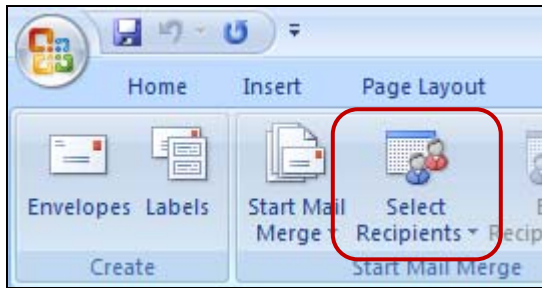 Home Insert Page Layout
Envelopes Labels Start Mail Merge Select Recipients
Create Start Mail Merge